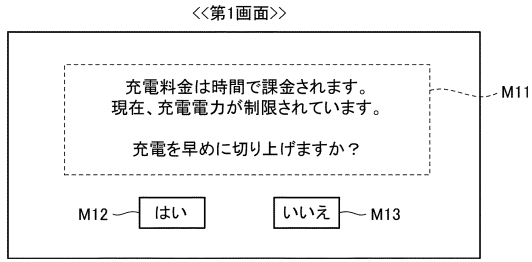 <<第1画面>>
充電料金は時間で課金されます。
現在、充電電力が制限されています。
M11
充電を早めに切り上げますか？
M12 はい いいえ M13